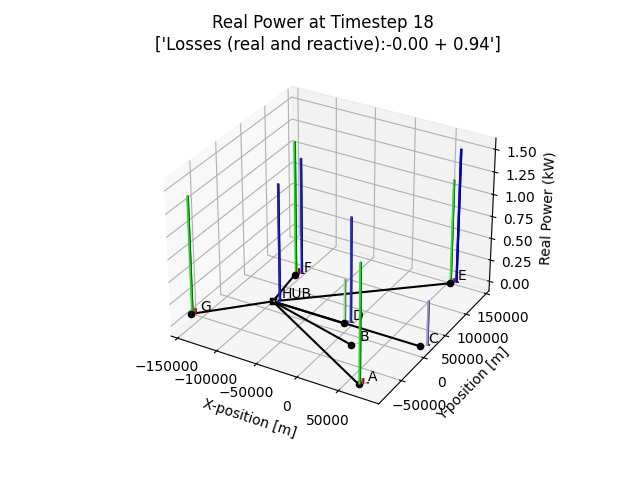 Real Power at Timestep 18
['Losses (real and reactive):-0.00 + 0.94']
1.50
1.25
1.00
0.75
0.50
0.25
0.00
Real Power (kW)
F
E
HUB
G
D
B
C
A
150000
100000
50000
0
−50000
Y-position [m]
−150000
−100000
−50000
0
50000
X-position [m]